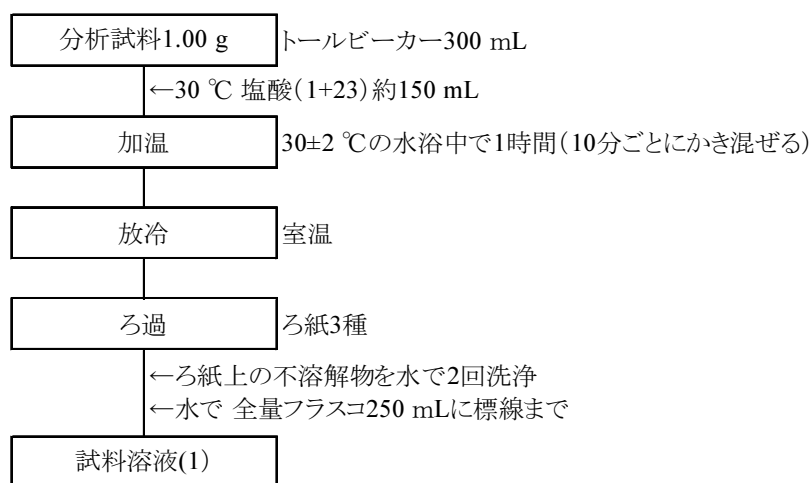 分析試料1.00 g トールビーカー300 mL
←30 ℃ 塩酸（1+23）約150 mL
加温 30±2 ℃の水浴中で1時間（10分ごとにかき混ぜる）
放冷 室温
ろ過 ろ紙3種
←ろ紙上の不溶解物を水で2回洗浄
←水で 全量フラスコ250 mLに標線まで
試料溶液(1)